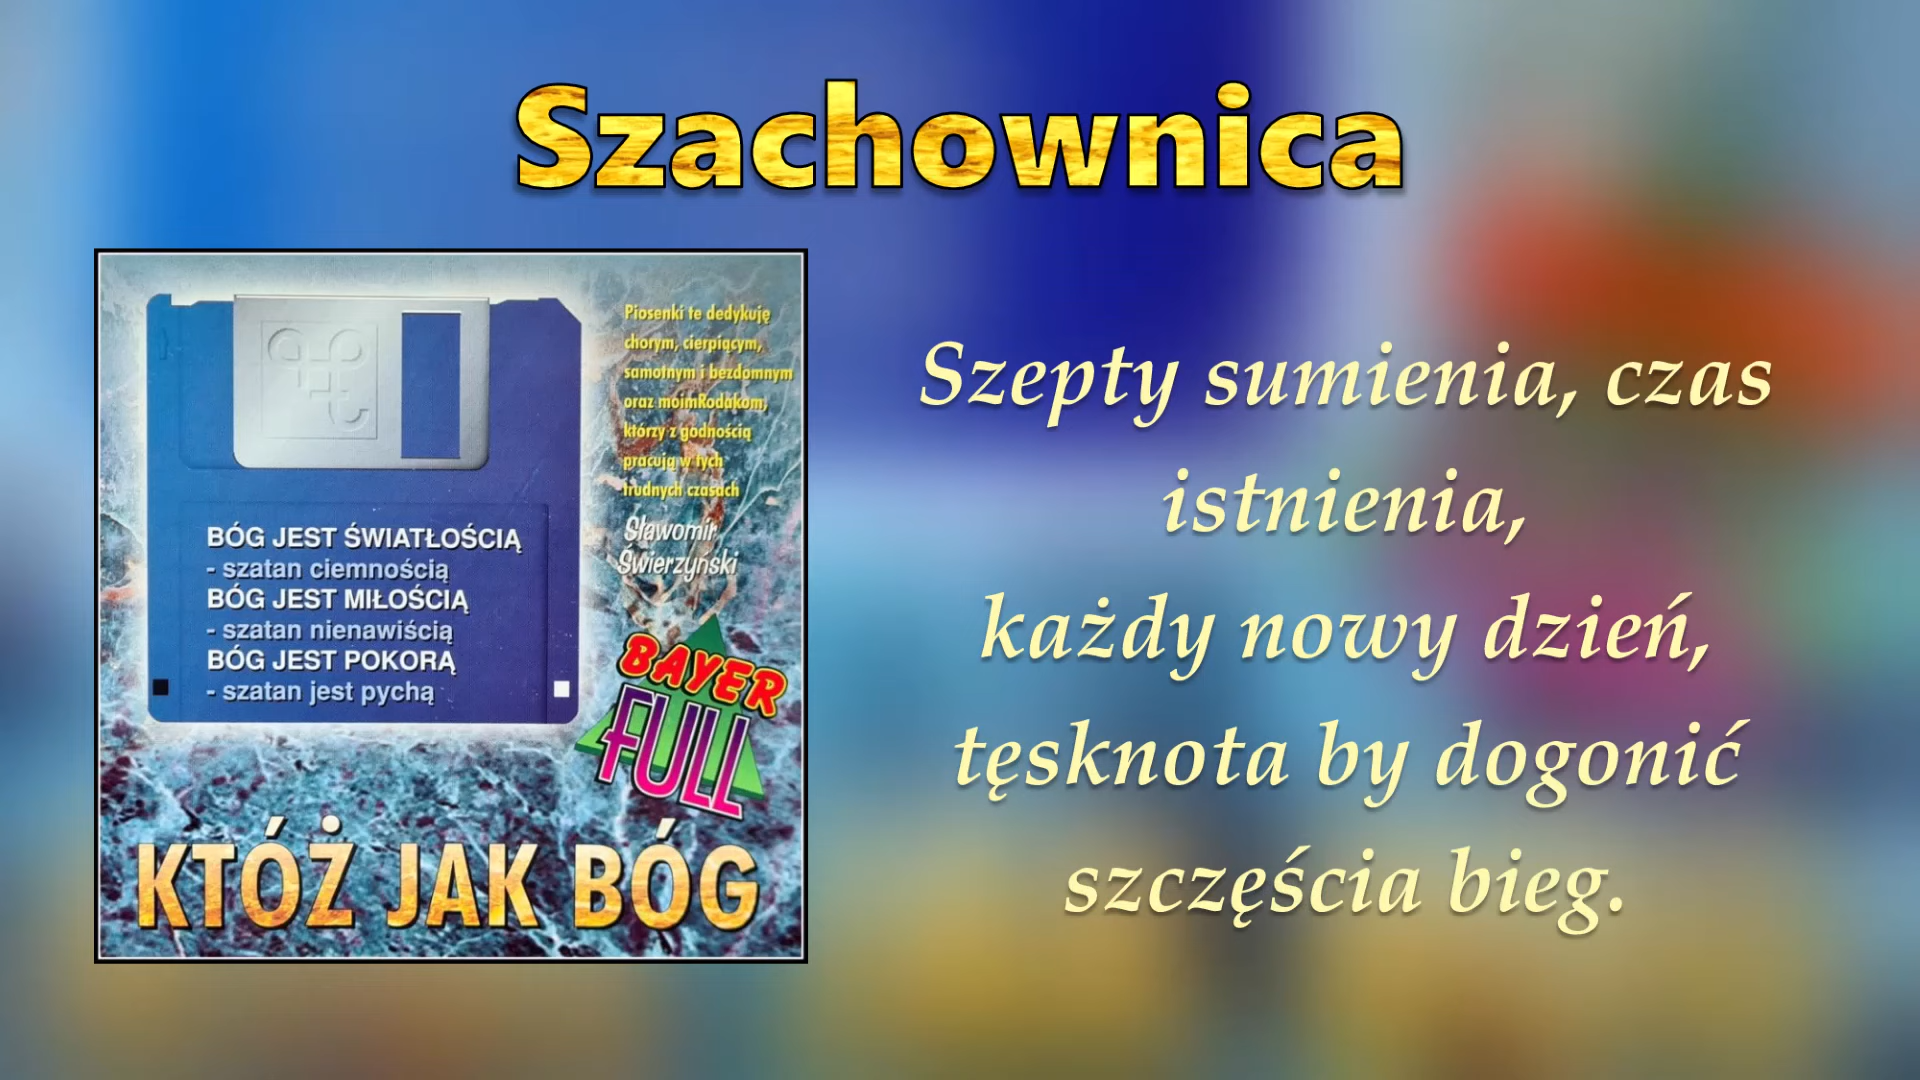 Szachownica
Piosenki te dedykuję
chorym, cierpiącym,
samotnym i bezdomnym
oraz moimRodakom,
którzy z godnością
pracują w tych
trudnych czasach
Sławomir
Świerzyński
BÓG JEST ŚWIATŁOŚCIĄ
- szatan ciemnością
BÓG JEST MIŁOŚCIĄ
- szatan nienawiścią
BÓG JEST POKORĄ
- szatan jest pychą
BAYER
FULL
KTÓŻ JAK BÓG
Szepty sumienia, czas
istnienia,
każdy nowy dzień,
tęsknota by dogonić
szczęścia bieg.